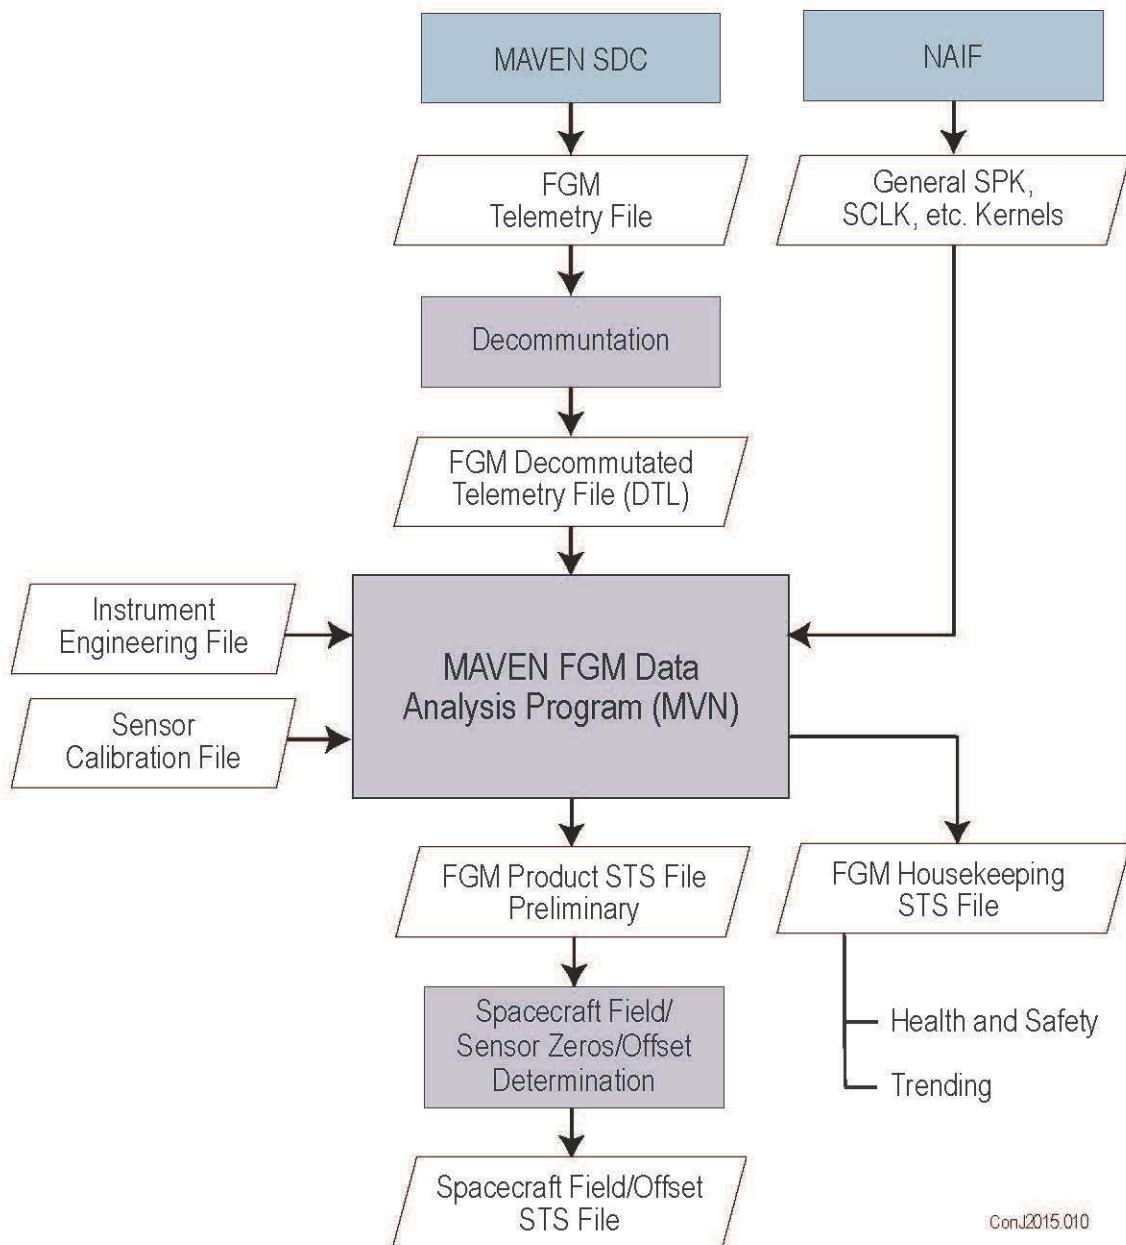 MAVEN SDC
NAIF
FGM
Telemetry File
General SPK,
SCLK, etc. Kernels
Decommuntation
FGM Decommutated
Telemetry File (DTL)
Instrument
Engineering File
MAVEN FGM Data
Analysis Program (MVN)
Sensor
Calibration File
FGM Product STS File
Preliminary
FGM Housekeeping
STS File
Spacecraft Field/
Sensor Zeros/Offset
Determination
Health and Safety
Trending
Spacecraft Field/Offset
STS File
ConJ2015.010